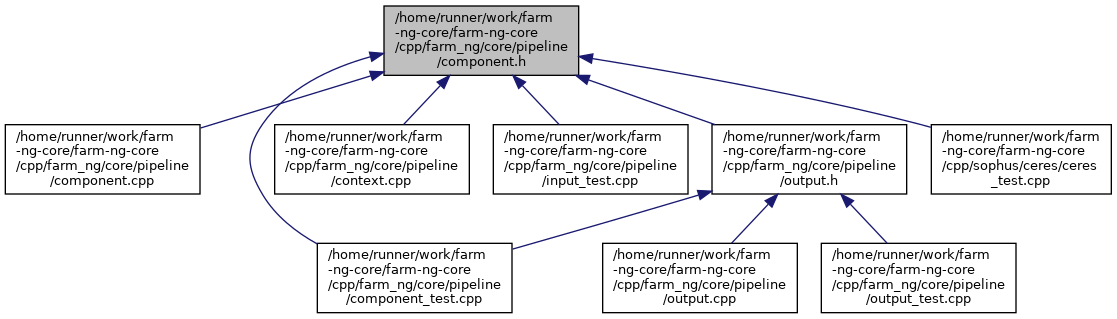 /home/runner/work/farm
-ng-core/farm-ng-core
/cpp/farm_ng/core/pipeline
/component.h
/home/runner/work/farm
-ng-core/farm-ng-core
/cpp/farm_ng/core/pipeline
/component.cpp
/home/runner/work/farm
-ng-core/farm-ng-core
/cpp/farm_ng/core/pipeline
/context.cpp
/home/runner/work/farm
-ng-core/farm-ng-core
/cpp/farm_ng/core/pipeline
/input_test.cpp
/home/runner/work/farm
-ng-core/farm-ng-core
/cpp/farm_ng/core/pipeline
/output.h
/home/runner/work/farm
-ng-core/farm-ng-core
/cpp/sophus/ceres/ceres
_test.cpp
/home/runner/work/farm
-ng-core/farm-ng-core
/cpp/farm_ng/core/pipeline
/component_test.cpp
/home/runner/work/farm
-ng-core/farm-ng-core
/cpp/farm_ng/core/pipeline
/output.cpp
/home/runner/work/farm
-ng-core/farm-ng-core
/cpp/farm_ng/core/pipeline
/output_test.cpp